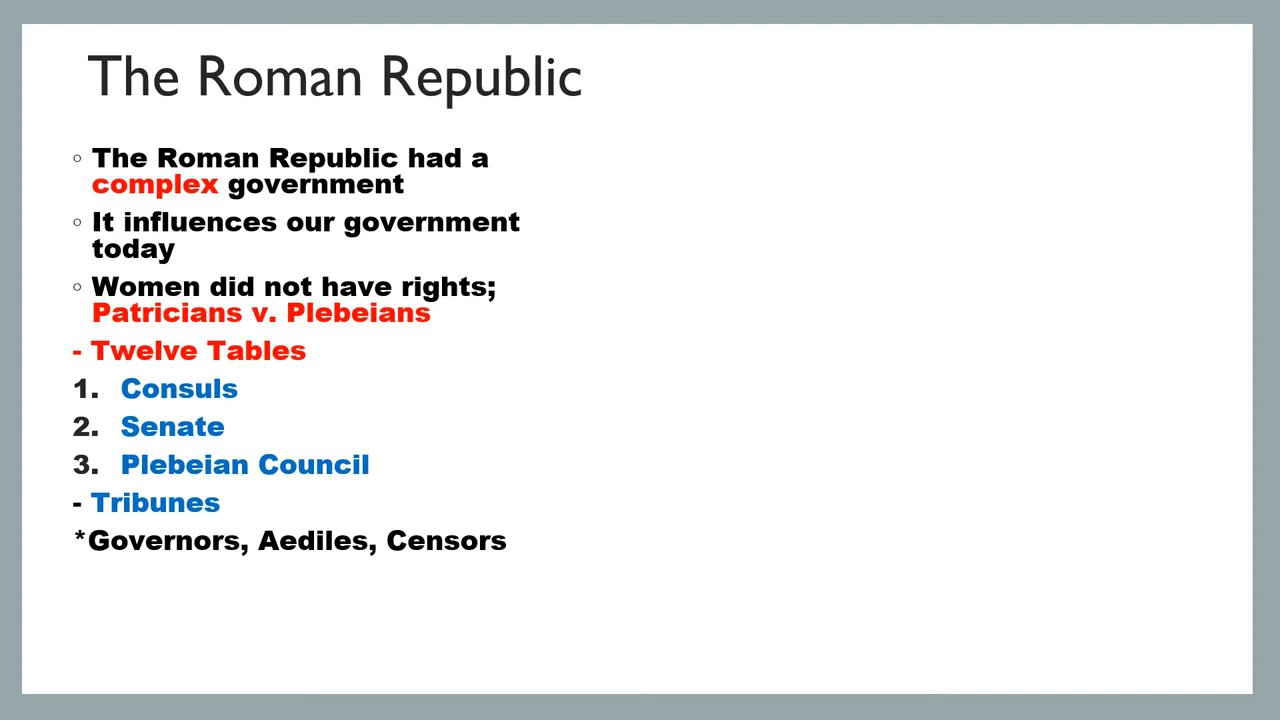 The Roman Republic
◦ The Roman Republic had a
complex government
◦ It influences our government
today
◦ Women did not have rights;
Patricians v. Plebeians
- Twelve Tables
1. Consuls
2. Senate
3. Plebeian Council
- Tribunes
*Governors, Aediles, Censors